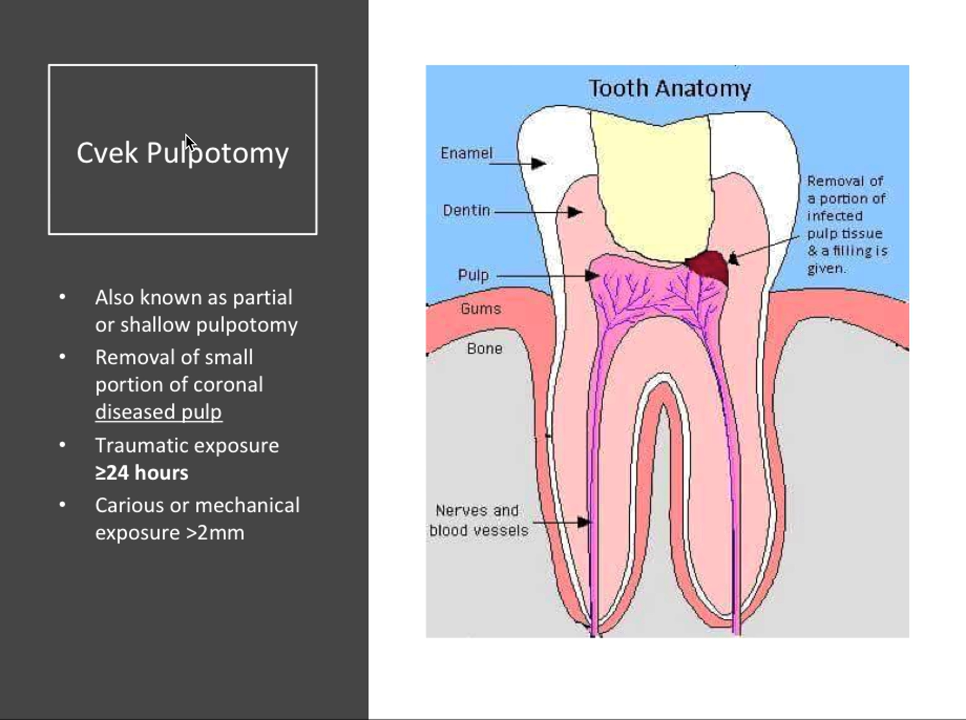 Cvek Pulpotomy
• Also known as partial
or shallow pulpotomy
• Removal of small
portion of coronal
diseased pulp
• Traumatic exposure
≥24 hours
• Carious or mechanical
exposure >2mm
Tooth Anatomy
Enamel
Dentin
Pulp
Gums
Bone
Nerves and
blood vessels
Removal of
a portion of
infected
pulp tissue
& a filling is
given.